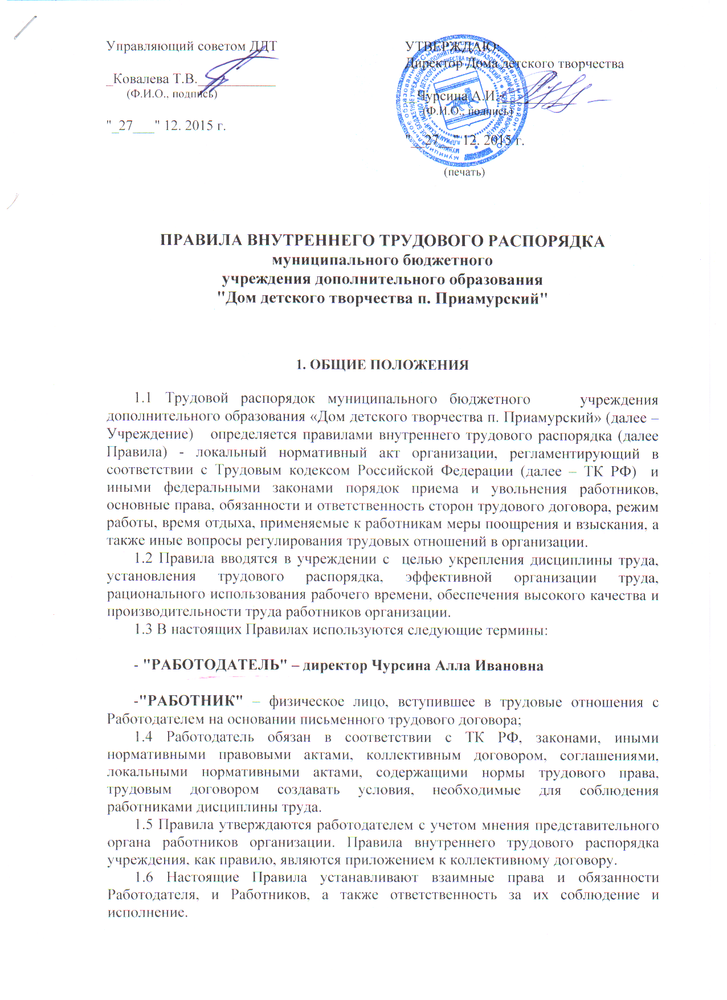 Управляющий советом ДДТ
_Ковалева Т.В.___________
(Ф.И.О., подпись)
"_27___" 12. 2015 г.
УТВЕРЖДАЮ:
Директор Дома детского творчества
Чурсина А.И.
(Ф.И.О., подпись)
"__27__" 12. 2015 г.
(печать)
ПРАВИЛА ВНУТРЕННЕГО ТРУДОВОГО РАСПОРЯДКА
муниципального бюджетного
учреждения дополнительного образования
"Дом детского творчества п. Приамурский"
1. ОБЩИЕ ПОЛОЖЕНИЯ
1.1 Трудовой распорядок муниципального бюджетного учреждения
дополнительного образования «Дом детского творчества п. Приамурский» (далее –
Учреждение) определяется правилами внутреннего трудового распорядка (далее
Правила) - локальный нормативный акт организации, регламентирующий в
соответствии с Трудовым кодексом Российской Федерации (далее – ТК РФ) и
иными федеральными законами порядок приема и увольнения работников,
основные права, обязанности и ответственность сторон трудового договора, режим
работы, время отдыха, применяемые к работникам меры поощрения и взыскания, а
также иные вопросы регулирования трудовых отношений в организации.
1.2 Правила вводятся в учреждении с целью укрепления дисциплины труда,
установления трудового распорядка, эффективной организации труда,
рационального использования рабочего времени, обеспечения высокого качества и
производительности труда работников организации.
1.3 В настоящих Правилах используются следующие термины:
- "РАБОТОДАТЕЛЬ" – директор Чурсина Алла Ивановна
-"РАБОТНИК" – физическое лицо, вступившее в трудовые отношения с
Работодателем на основании письменного трудового договора;
1.4 Работодатель обязан в соответствии с ТК РФ, законами, иными
нормативными правовыми актами, коллективным договором, соглашениями,
локальными нормативными актами, содержащими нормы трудового права,
трудовым договором создавать условия, необходимые для соблюдения
работниками дисциплины труда.
1.5 Правила утверждаются работодателем с учетом мнения представительного
органа работников организации. Правила внутреннего трудового распорядка
учреждения, как правило, являются приложением к коллективному договору.
1.6 Настоящие Правила устанавливают взаимные права и обязанности
Работодателя, и Работников, а также ответственность за их соблюдение и
исполнение.